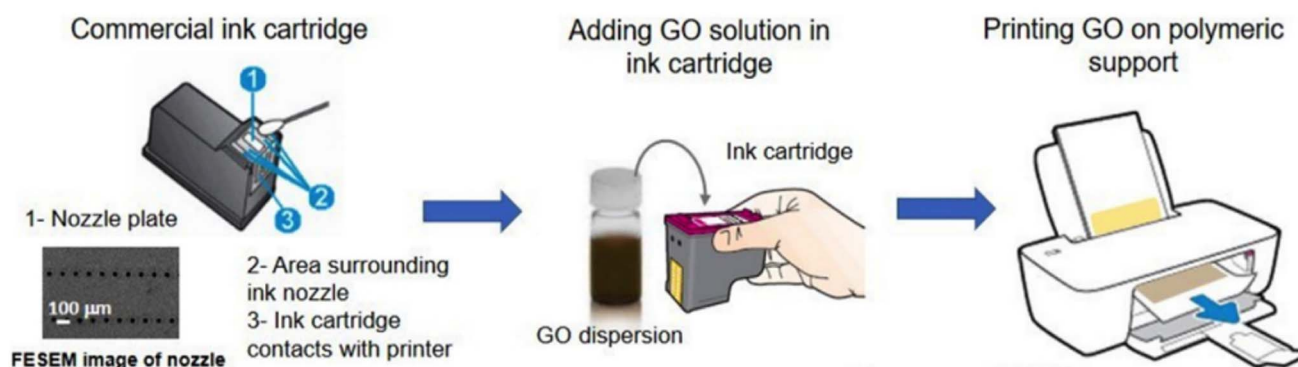 Commercial ink cartridge
1
2
3
1- Nozzle plate
100 μm
FESEM image of nozzle
2- Area surrounding
ink nozzle
3- Ink cartridge
contacts with printer
Adding GO solution in
ink cartridge
Ink cartridge
GO dispersion
Printing GO on polymeric
support